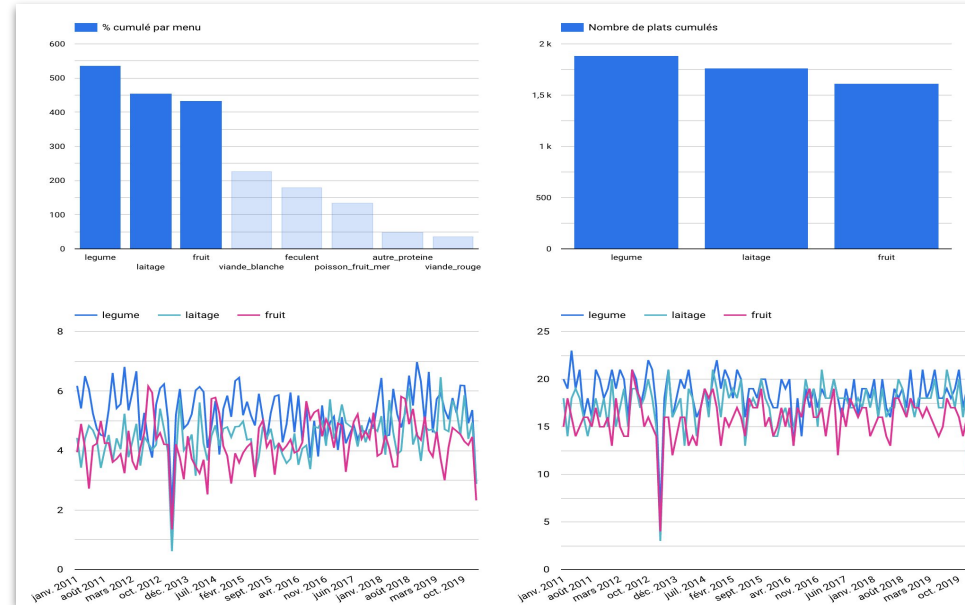 % cumulé par menu
600
500
400
300
200
100
0
legume
laitage
fruit
viande_blanche
feculent
poisson_fruit_mer
autre_proteine
viande_rouge
Nombre de plats cumulés
2 k
1,5 k
1 k
500
0
legume
laitage
fruit
legume laitage fruit
8
6
4
2
0
janv. 2011
août 2011
mars 2012
oct. 2012
déc. 2013
juil. 2014
févr. 2015
sept. 2015
avr. 2016
nov. 2016
juin 2017
janv. 2018
août 2018
mars 2019
oct. 2019
legume laitage fruit
25
20
15
10
5
0
janv. 2011
août 2011
mars 2012
oct. 2012
déc. 2013
juil. 2014
févr. 2015
sept. 2015
avr. 2016
nov. 2016
juin 2017
janv. 2018
août 2018
mars 2019
oct. 2019